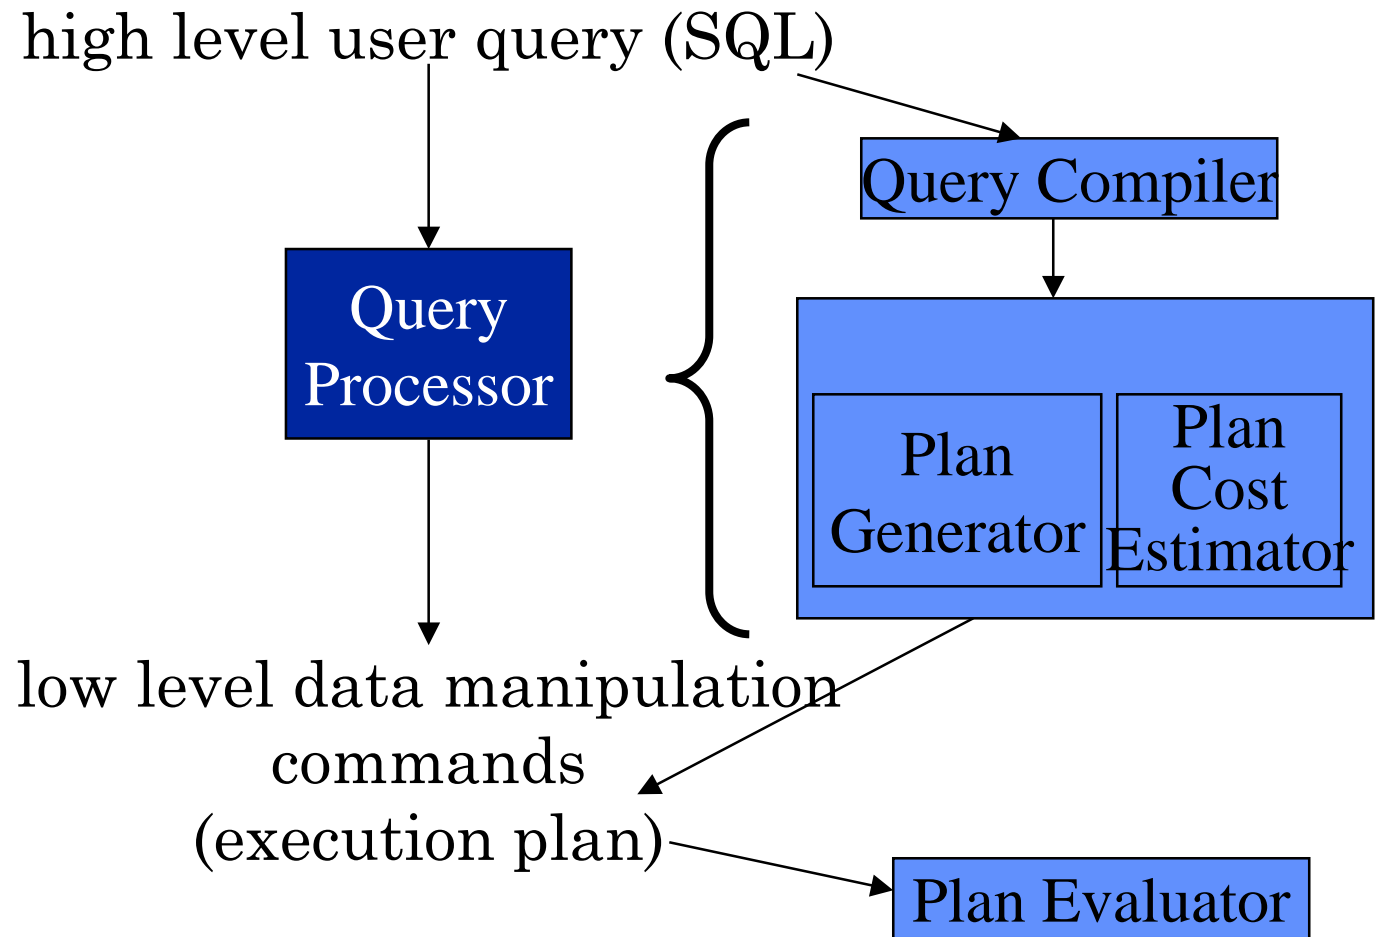 high level user query (SQL)
Query Compiler
Query
Processor
Plan
Generator
Plan
Cost
Estimator
low level data manipulation
commands
(execution plan)
Plan Evaluator